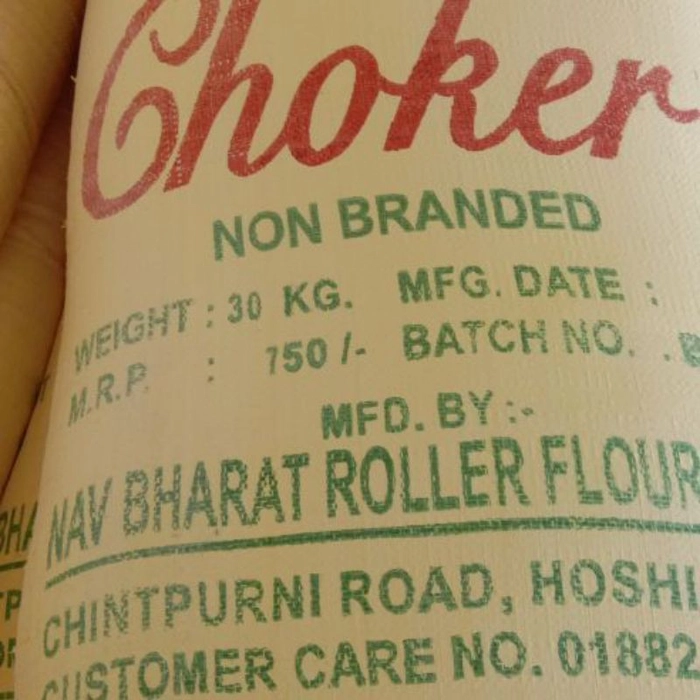 Choker
NON BRANDED
WEIGHT : 30 KG. MFG. DATE :
M.R.P. : 750 /- BATCH NO. .
MFD. BY :-
NAV BHARAT ROLLER FLOUR
CHINTPURNI ROAD, HOSHI
CUSTOMER CARE NO. 01882